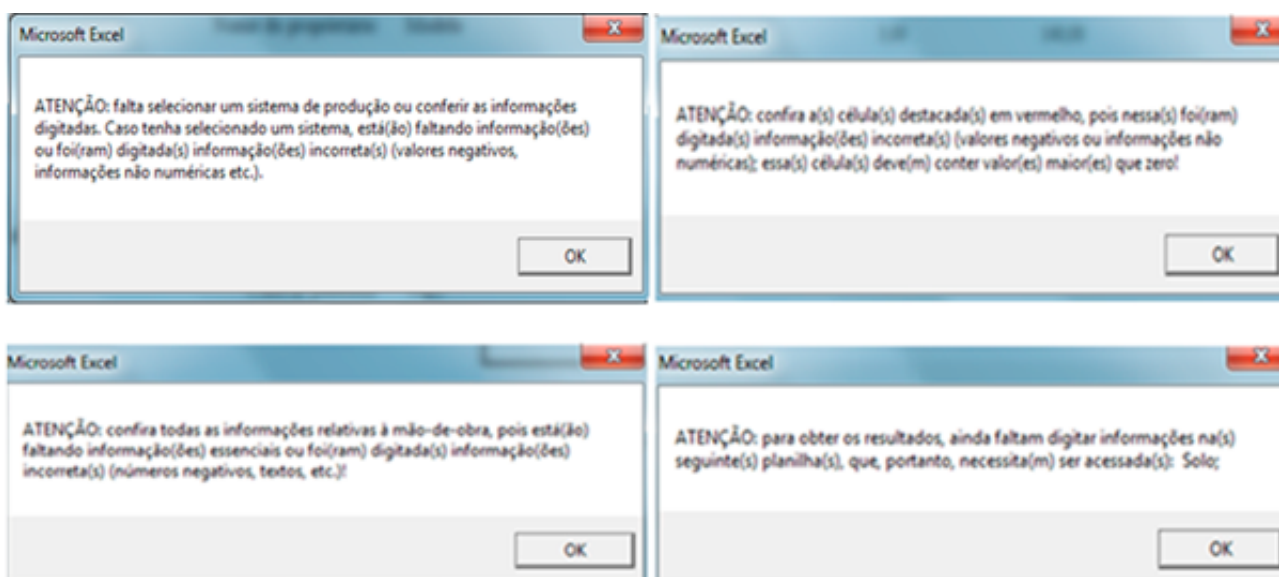 Microsoft Excel
ATENÇÃO: falta selecionar um sistema de produção ou conferir as informações
digitadas. Caso tenha selecionado um sistema, está(ão) faltando informação(ões)
ou foi(ram) digitada(s) informação(ões) incorreta(s) (valores negativos,
informações não numéricas etc.).
OK
Microsoft Excel
ATENÇÃO: confira a(s) célula(s) destacada(s) em vermelho, pois nessa(s) foi(ram)
digitada(s) informação(ões) incorreta(s) (valores negativos ou informações não
numéricas); essa(s) célula(s) deve(m) conter valor(es) maior(es) que zero!
OK
Microsoft Excel
ATENÇÃO: confira todas as informações relativas à mão-de-obra, pois está(ão)
faltando informação(ões) essenciais ou foi(ram) digitada(s) informação(ões)
incorreta(s) (números negativos, textos, etc.)!
OK
Microsoft Excel
ATENÇÃO: para obter os resultados, ainda faltam digitar informações na(s)
seguinte(s) planilha(s), que, portanto, necessita(m) ser acessada(s): Solo;
OK